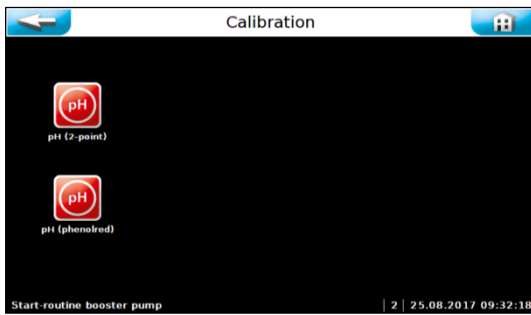 Calibration
pH
pH (2-point)
pH
pH (phenolred)
Start-routine booster pump | 2 | 25.08.2017 09:32:18